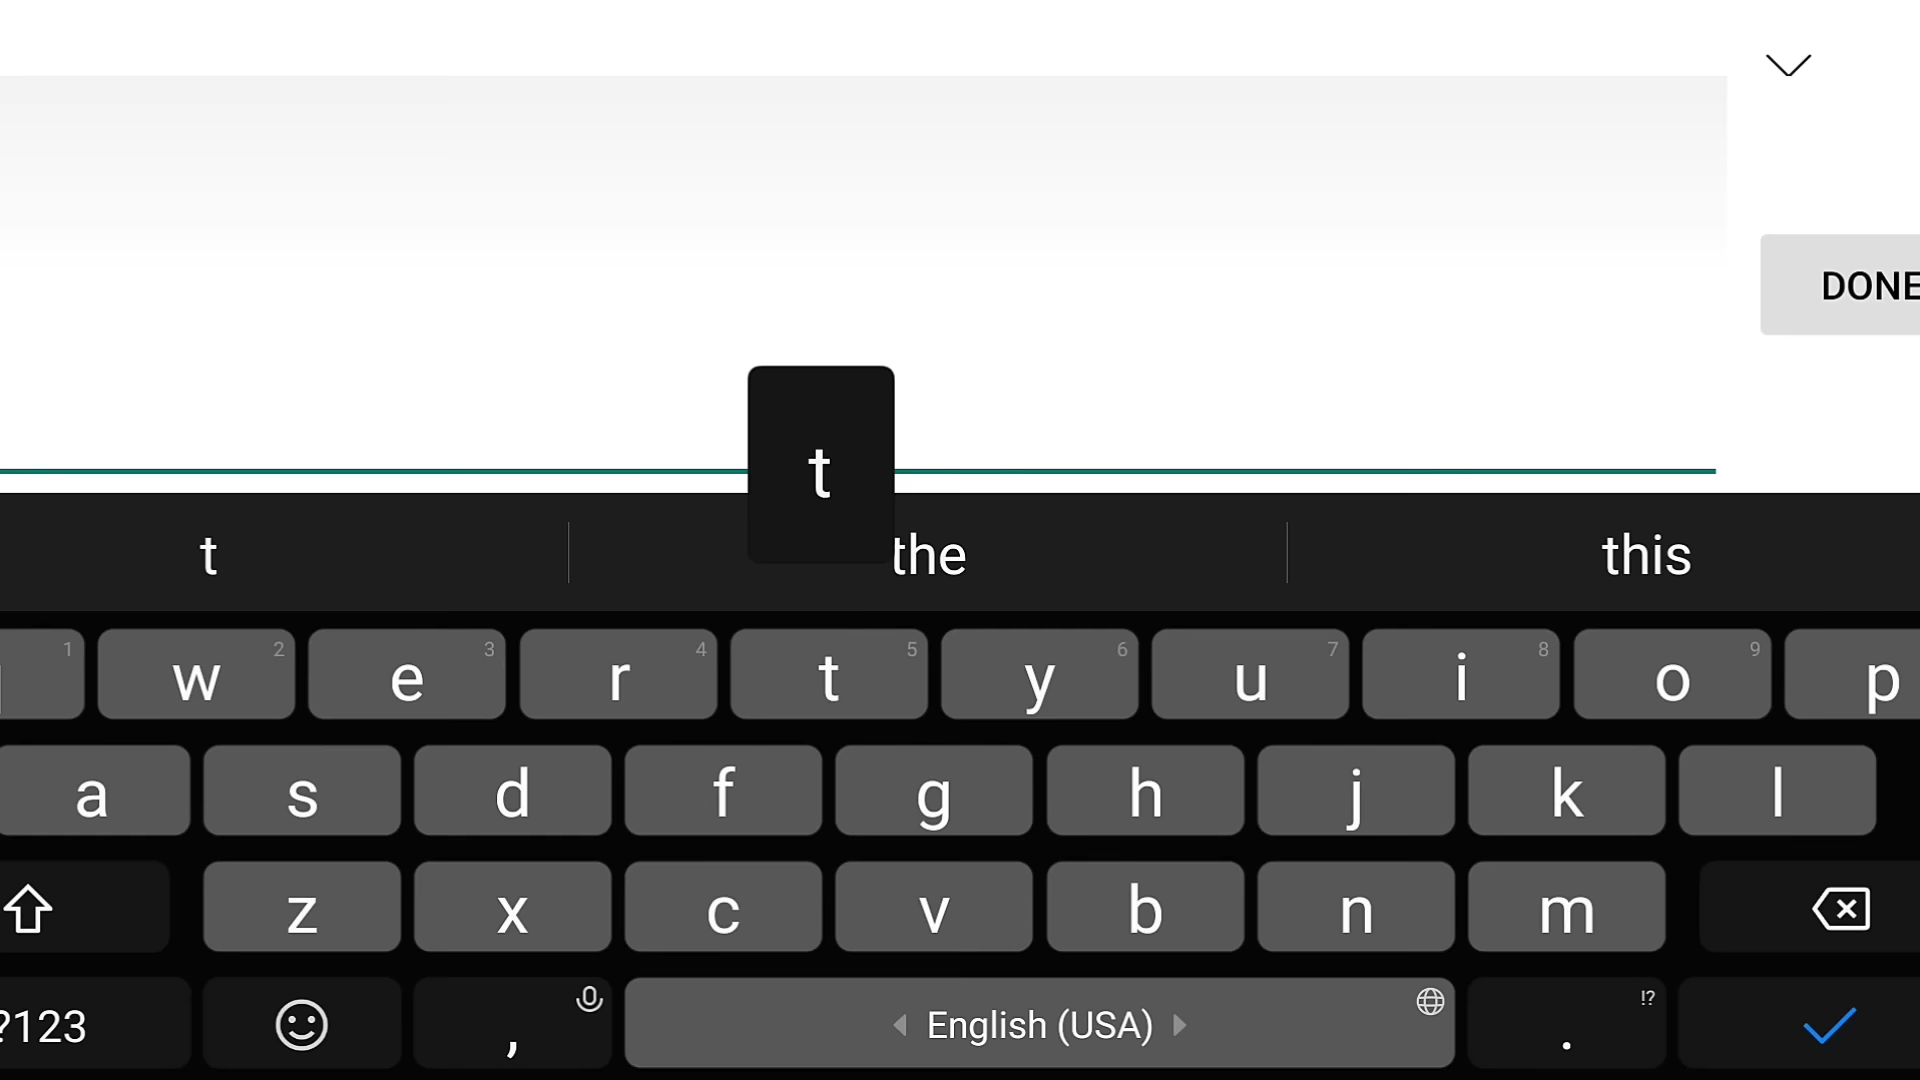 DONE
t
t the this
1 2 3 4 5 6 7 8 9
w e r t y u i o p
a s d f g h j k l
z x c v b n m
?123 , English (USA) . !?